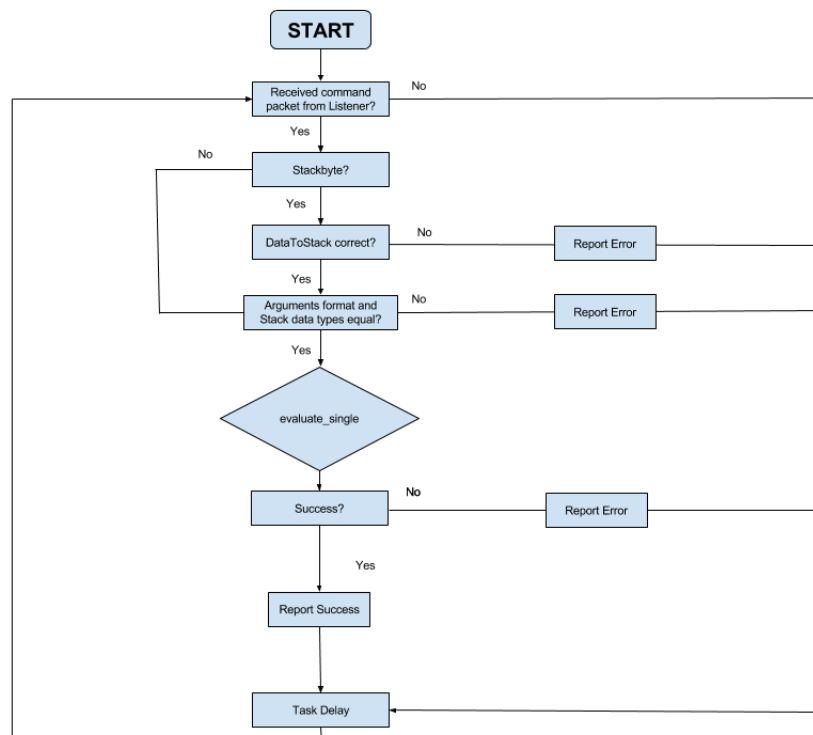 START
Received command
packet from Listener?
No
Yes
No
Stackbyte?
Yes
DataToStack correct?
No
Report Error
Yes
Arguments format and
Stack data types equal?
No
Report Error
Yes
evaluate_single
Success?
No
Report Error
Yes
Report Success
Task Delay